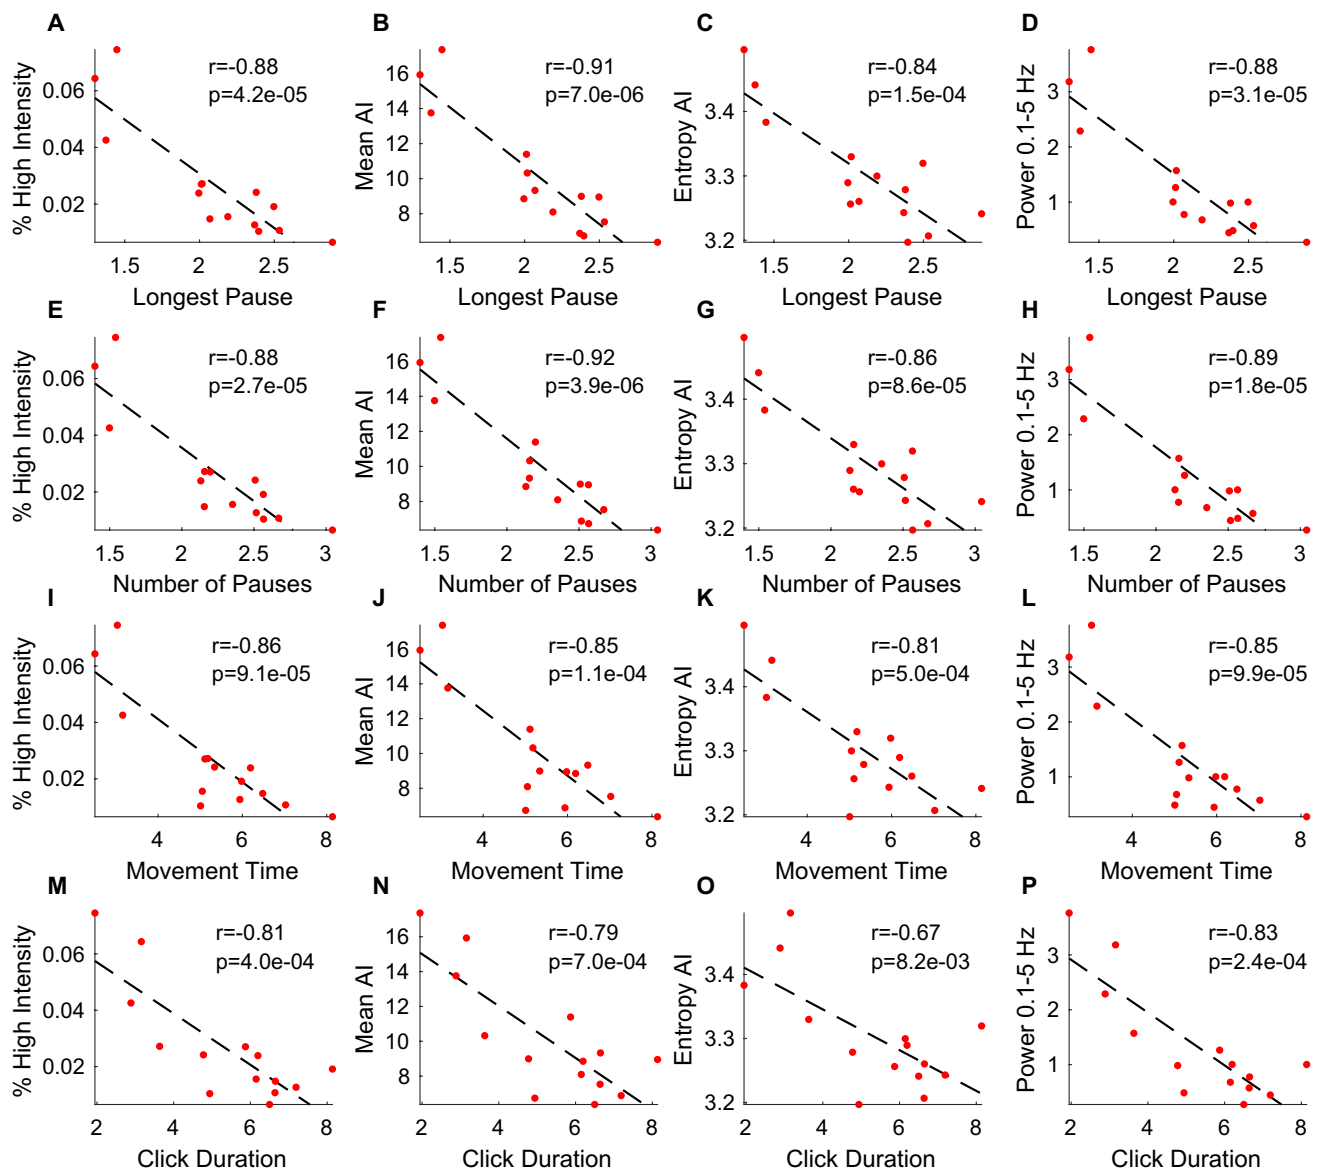 A
B
C
D
% High Intensity
0.06
0.04
0.02
r=-0.88
p=4.2e-05
1.5
2
2.5
Longest Pause
Mean AI
16
14
12
10
8
r=-0.91
p=7.0e-06
1.5
2
2.5
Longest Pause
Entropy AI
3.4
3.3
3.2
r=-0.84
p=1.5e-04
1.5
2
2.5
Longest Pause
Power 0.1-5 Hz
3
2
1
r=-0.88
p=3.1e-05
1.5
2
2.5
Longest Pause
E
F
G
H
% High Intensity
0.06
0.04
0.02
r=-0.88
p=2.7e-05
1.5
2
2.5
3
Number of Pauses
Mean AI
16
14
12
10
8
r=-0.92
p=3.9e-06
1.5
2
2.5
3
Number of Pauses
Entropy AI
3.4
3.3
3.2
r=-0.86
p=8.6e-05
1.5
2
2.5
3
Number of Pauses
Power 0.1-5 Hz
3
2
1
r=-0.89
p=1.8e-05
1.5
2
2.5
3
Number of Pauses
I
J
K
L
% High Intensity
0.06
0.04
0.02
r=-0.86
p=9.1e-05
4
6
8
Movement Time
Mean AI
16
14
12
10
8
r=-0.85
p=1.1e-04
4
6
8
Movement Time
Entropy AI
3.4
3.3
3.2
r=-0.81
p=5.0e-04
4
6
8
Movement Time
Power 0.1-5 Hz
3
2
1
r=-0.85
p=9.9e-05
4
6
8
Movement Time
M
N
O
P
% High Intensity
0.06
0.04
0.02
r=-0.81
p=4.0e-04
2
4
6
8
Click Duration
Mean AI
16
14
12
10
8
r=-0.79
p=7.0e-04
2
4
6
8
Click Duration
Entropy AI
3.4
3.3
3.2
r=-0.67
p=8.2e-03
2
4
6
8
Click Duration
Power 0.1-5 Hz
3
2
1
r=-0.83
p=2.4e-04
2
4
6
8
Click Duration